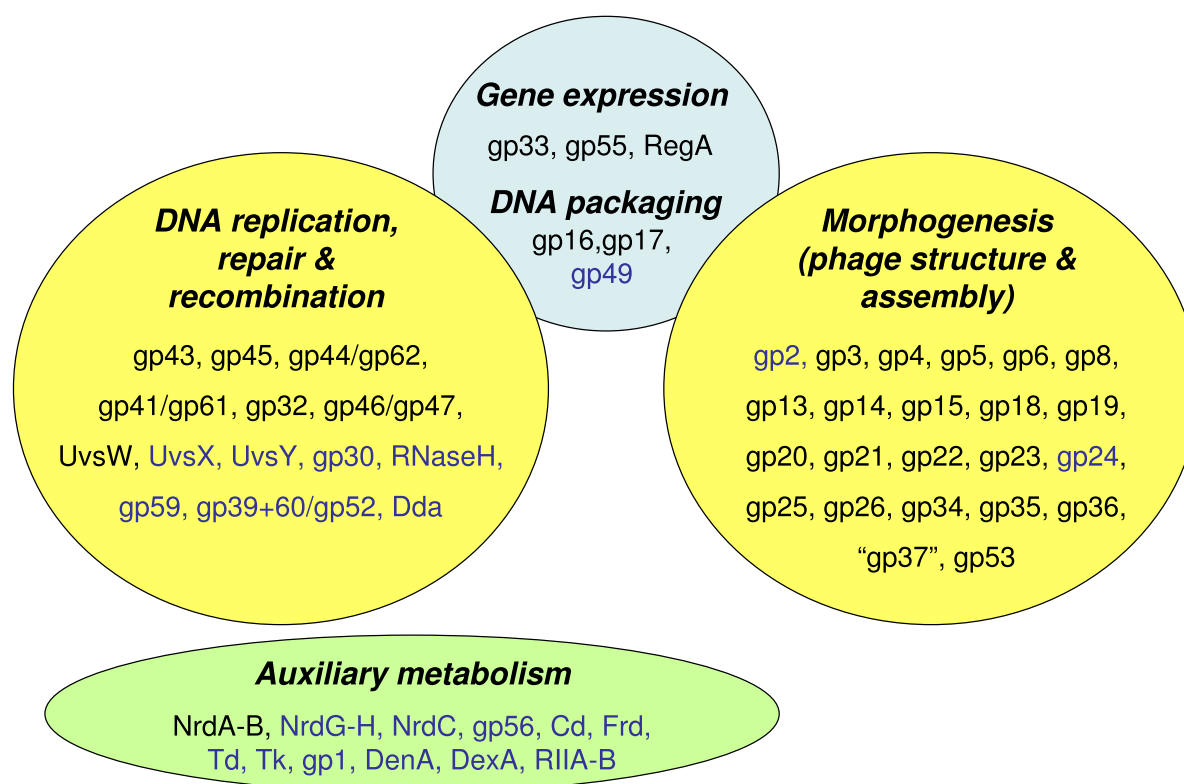 Gene expression
gp33, gp55, RegA
DNA packaging
gp16,gp17,
gp49
DNA replication,
repair &
recombination
gp43, gp45, gp44/gp62,
gp41/gp61, gp32, gp46/gp47,
UvsW, UvsX, UvsY, gp30, RNaseH,
gp59, gp39+60/gp52, Dda
Morphogenesis
(phage structure &
assembly)
gp2, gp3, gp4, gp5, gp6, gp8,
gp13, gp14, gp15, gp18, gp19,
gp20, gp21, gp22, gp23, gp24,
gp25, gp26, gp34, gp35, gp36,
“gp37”, gp53
Auxiliary metabolism
NrdA-B, NrdG-H, NrdC, gp56, Cd, Frd,
Td, Tk, gp1, DenA, DexA, RIIA-B